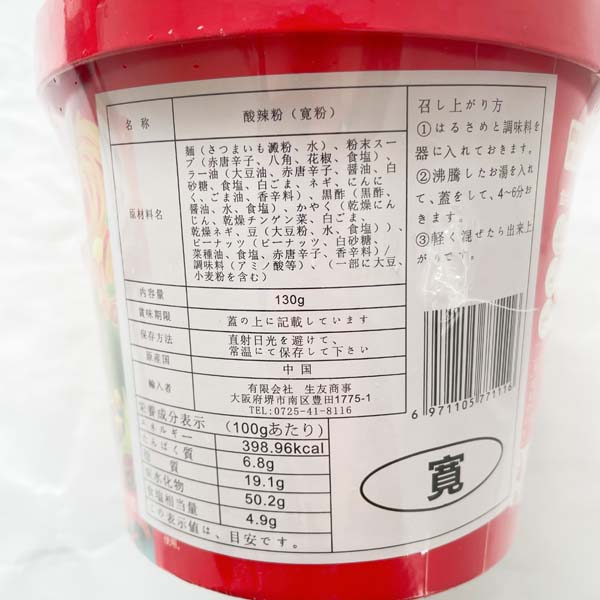 名 称 酸辣粉（寛粉）
原材料名
麺（さつまいも澱粉、水）、粉末スー
プ（赤唐辛子、八角、花椒、食塩）、
ラー油（大豆油、赤唐辛子、醤油、白
砂糖、食塩、白ごま、ネギ、にんに
く、ごま油、香辛料）、黒酢（黒酢、
醤油、水、食塩）、かやく（乾燥にん
じん、乾燥チンゲン菜、白ごま、
乾燥ネギ、豆（大豆粉、水、食塩））、
ピーナッツ（ピーナッツ、白砂糖、
菜種油、食塩、赤唐辛子、香辛料）/
調味料（アミノ酸等）、（一部に大豆、
小麦粉を含む）
内容量 130g
賞味期限 蓋の上に記載しています
保存方法 直射日光を避けて、
常温にて保存して下さい
原産国 中 国
輸入者 有限会社 生友商事
大阪府堺市南区豊田1775-1
TEL:0725-41-8116
栄養成分表示 (100gあたり)
エネルギー 398.96kcal
たんぱく質 6.8g
脂 質 19.1g
炭水化物 50.2g
食塩相当量 4.9g
この表示値は、目安です。
召し上がり方
①はるさめと調味料を
器に入れておきます。
②沸騰したお湯を入れ
て、蓋をして、4~6分お
きます。
③軽く混ぜたら出来上
がりです。
6 971105 771116
寛
使用。